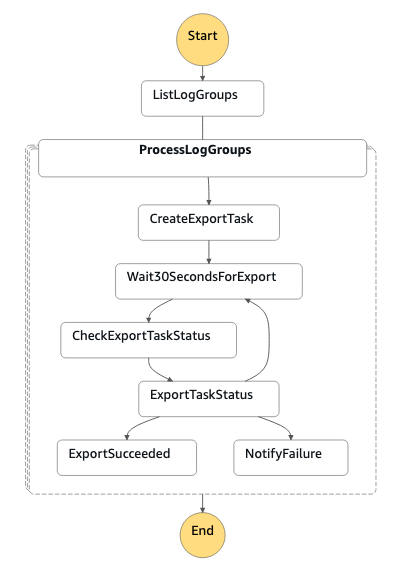 Start
ListLogGroups
ProcessLogGroups
CreateExportTask
Wait30SecondsForExport
CheckExportTaskStatus
ExportTaskStatus
ExportSucceeded
NotifyFailure
End